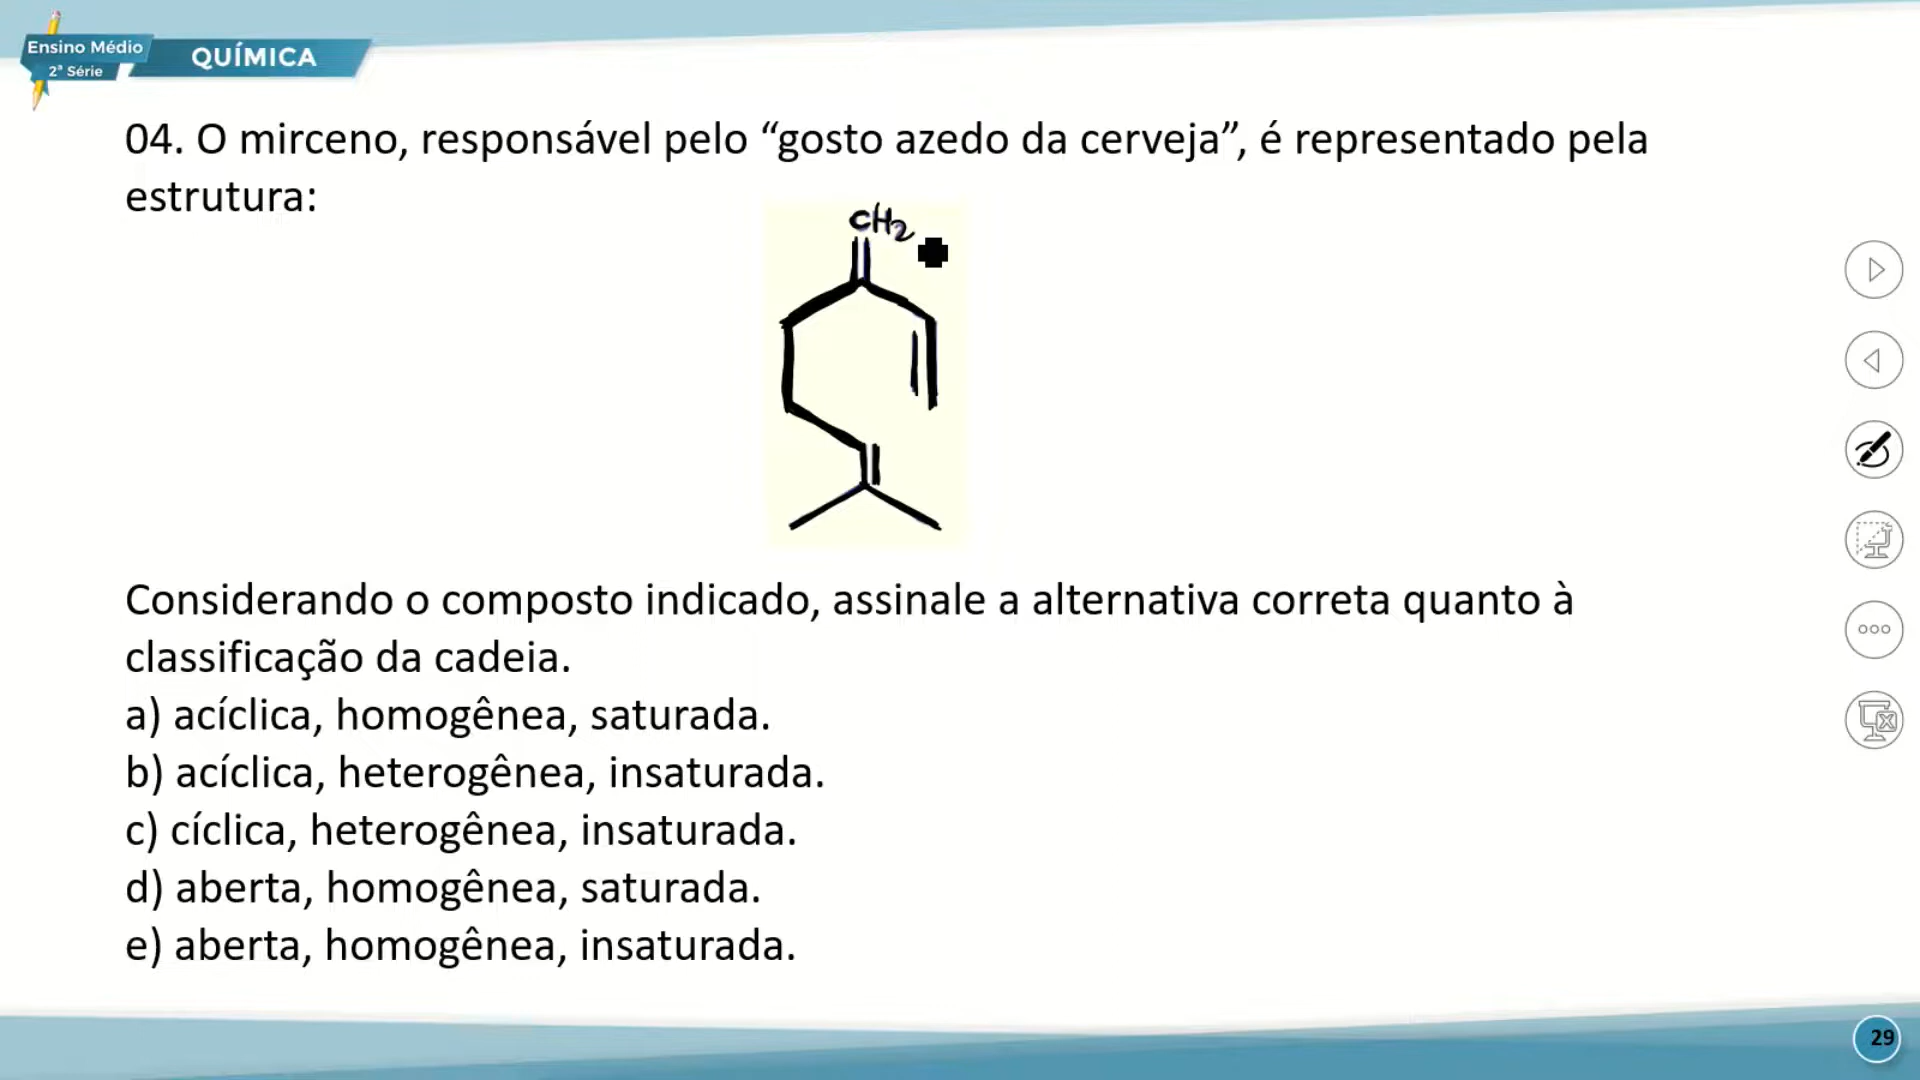 Ensino Médio
2ª Série
QUÍMICA
04. O mirceno, responsável pelo “gosto azedo da cerveja”, é representado pela
estrutura:
CH2
Considerando o composto indicado, assinale a alternativa correta quanto à
classificação da cadeia.
a) acíclica, homogênea, saturada.
b) acíclica, heterogênea, insaturada.
c) cíclica, heterogênea, insaturada.
d) aberta, homogênea, saturada.
e) aberta, homogênea, insaturada.
29